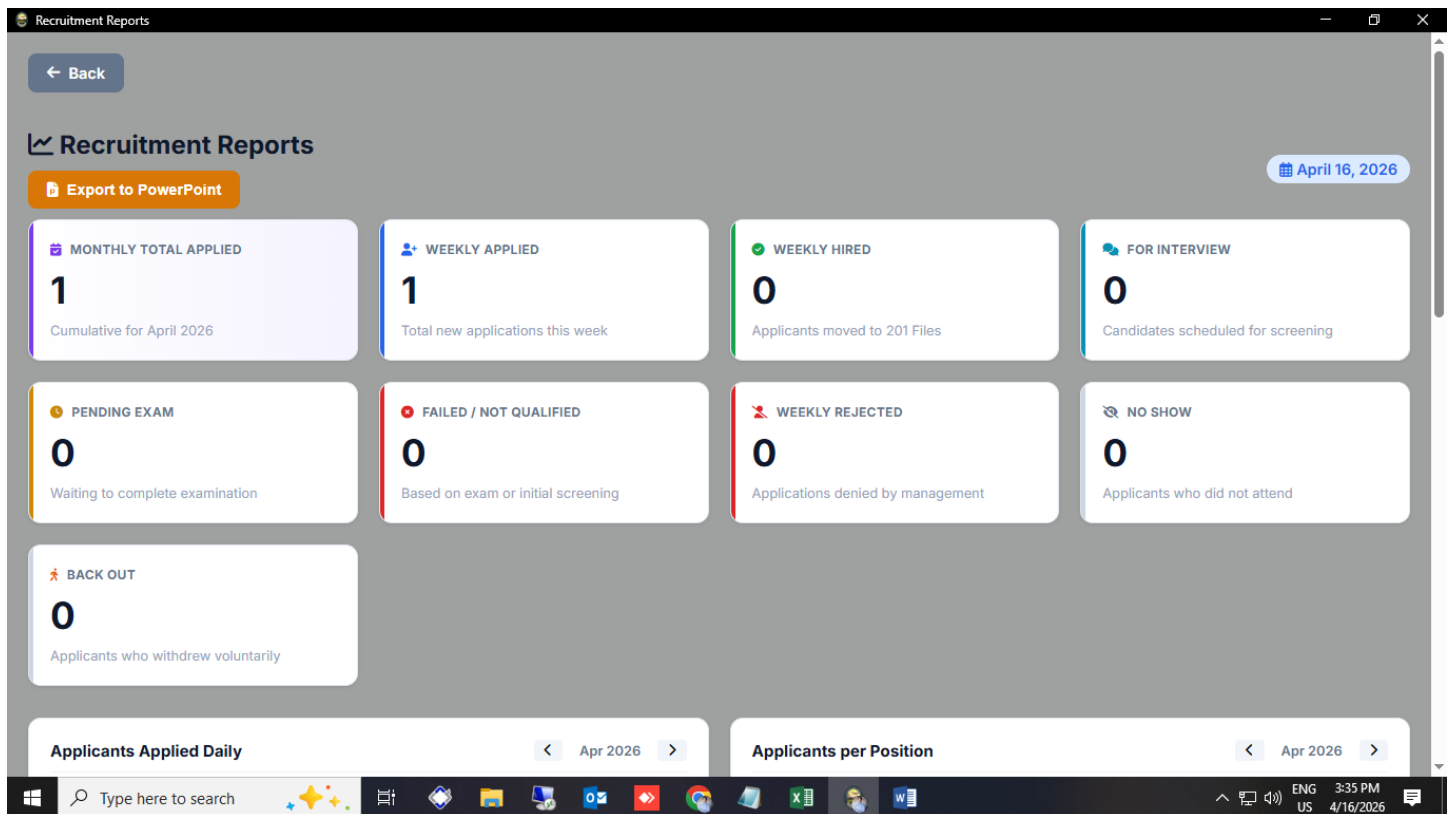 Recruitment Reports
Back
Recruitment Reports
Export to PowerPoint
April 16, 2026
MONTHLY TOTAL APPLIED
1
Cumulative for April 2026
WEEKLY APPLIED
1
Total new applications this week
WEEKLY HIRED
0
Applicants moved to 201 Files
FOR INTERVIEW
0
Candidates scheduled for screening
PENDING EXAM
0
Waiting to complete examination
FAILED / NOT QUALIFIED
0
Based on exam or initial screening
WEEKLY REJECTED
0
Applications denied by management
NO SHOW
0
Applicants who did not attend
BACK OUT
0
Applicants who withdrew voluntarily
Applicants Applied Daily
Apr 2026
Applicants per Position
Apr 2026
Type here to search
ENG
US
3:35 PM
4/16/2026